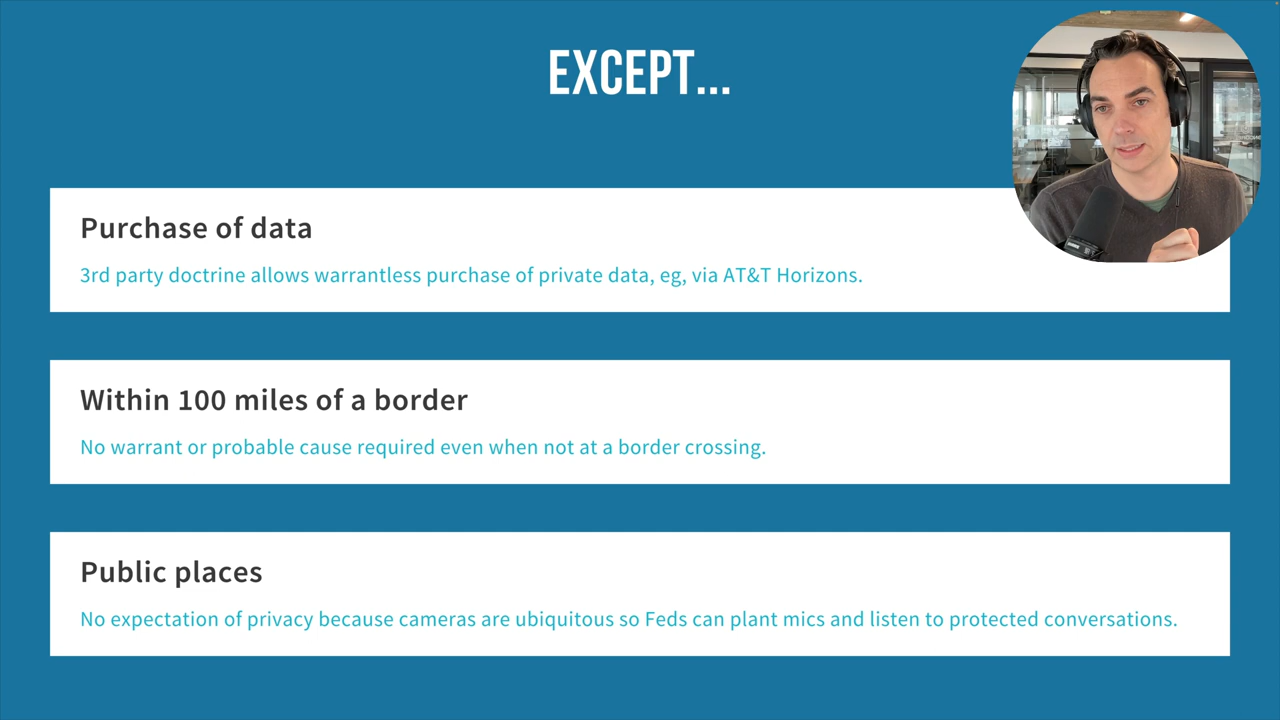 EXCEPT...
Purchase of data
3rd party doctrine allows warrantless purchase of private data, eg, via AT&T Horizons.
Within 100 miles of a border
No warrant or probable cause required even when not at a border crossing.
Public places
No expectation of privacy because cameras are ubiquitous so Feds can plant mics and listen to protected conversations.